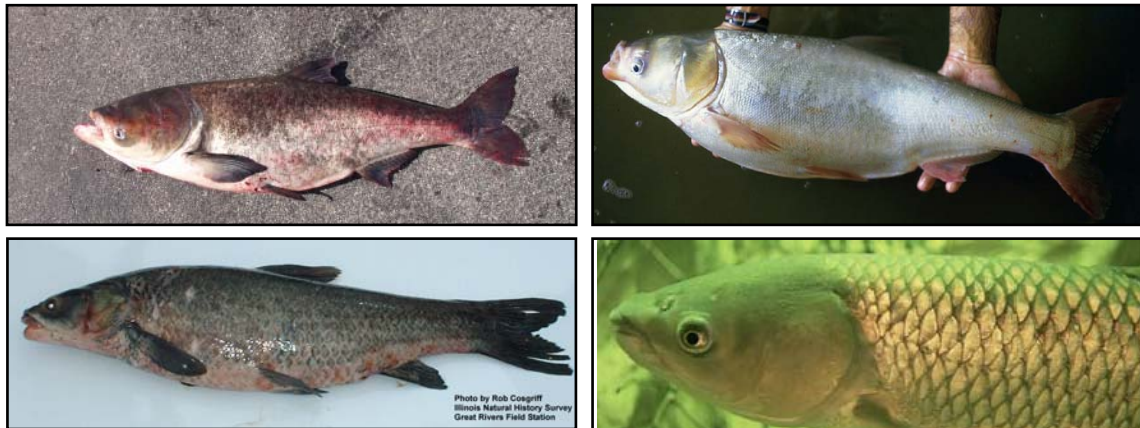 Photo by Rob Cosgriff
Illinois Natural History Survey
Great Rivers Field Station